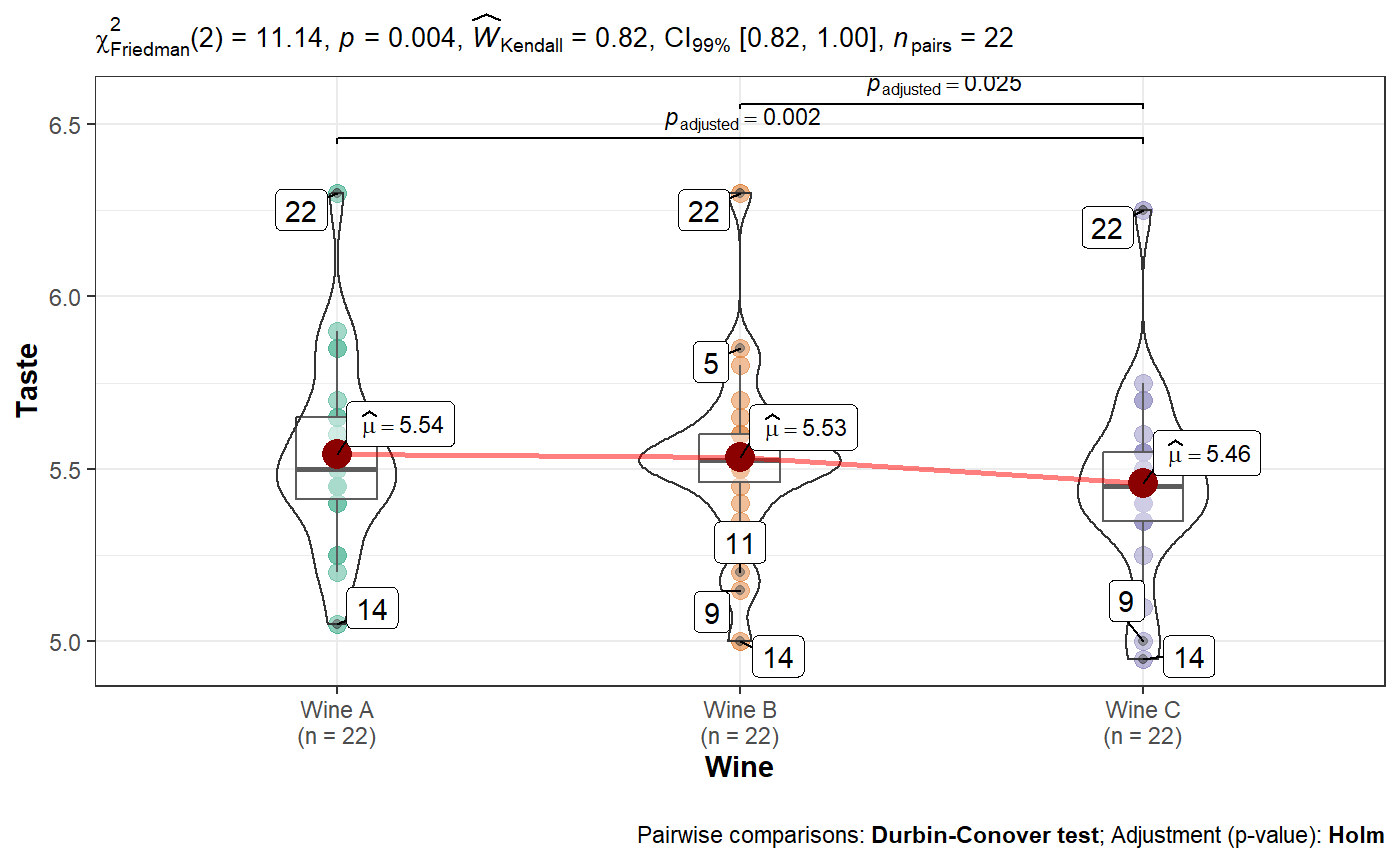 χ²Friedman(2) = 11.14, p = 0.004, ŴKendall = 0.82, CI99% [0.82, 1.00], npairs = 22
padjusted = 0.025
padjusted = 0.002
6.5
22
22
22
6.0
5
μ̂ = 5.54
μ̂ = 5.53
μ̂ = 5.46
5.5
11
14
9
9
5.0
14
14
Taste
Wine A
(n = 22)
Wine B
(n = 22)
Wine C
(n = 22)
Wine
Pairwise comparisons: Durbin-Conover test; Adjustment (p-value): Holm